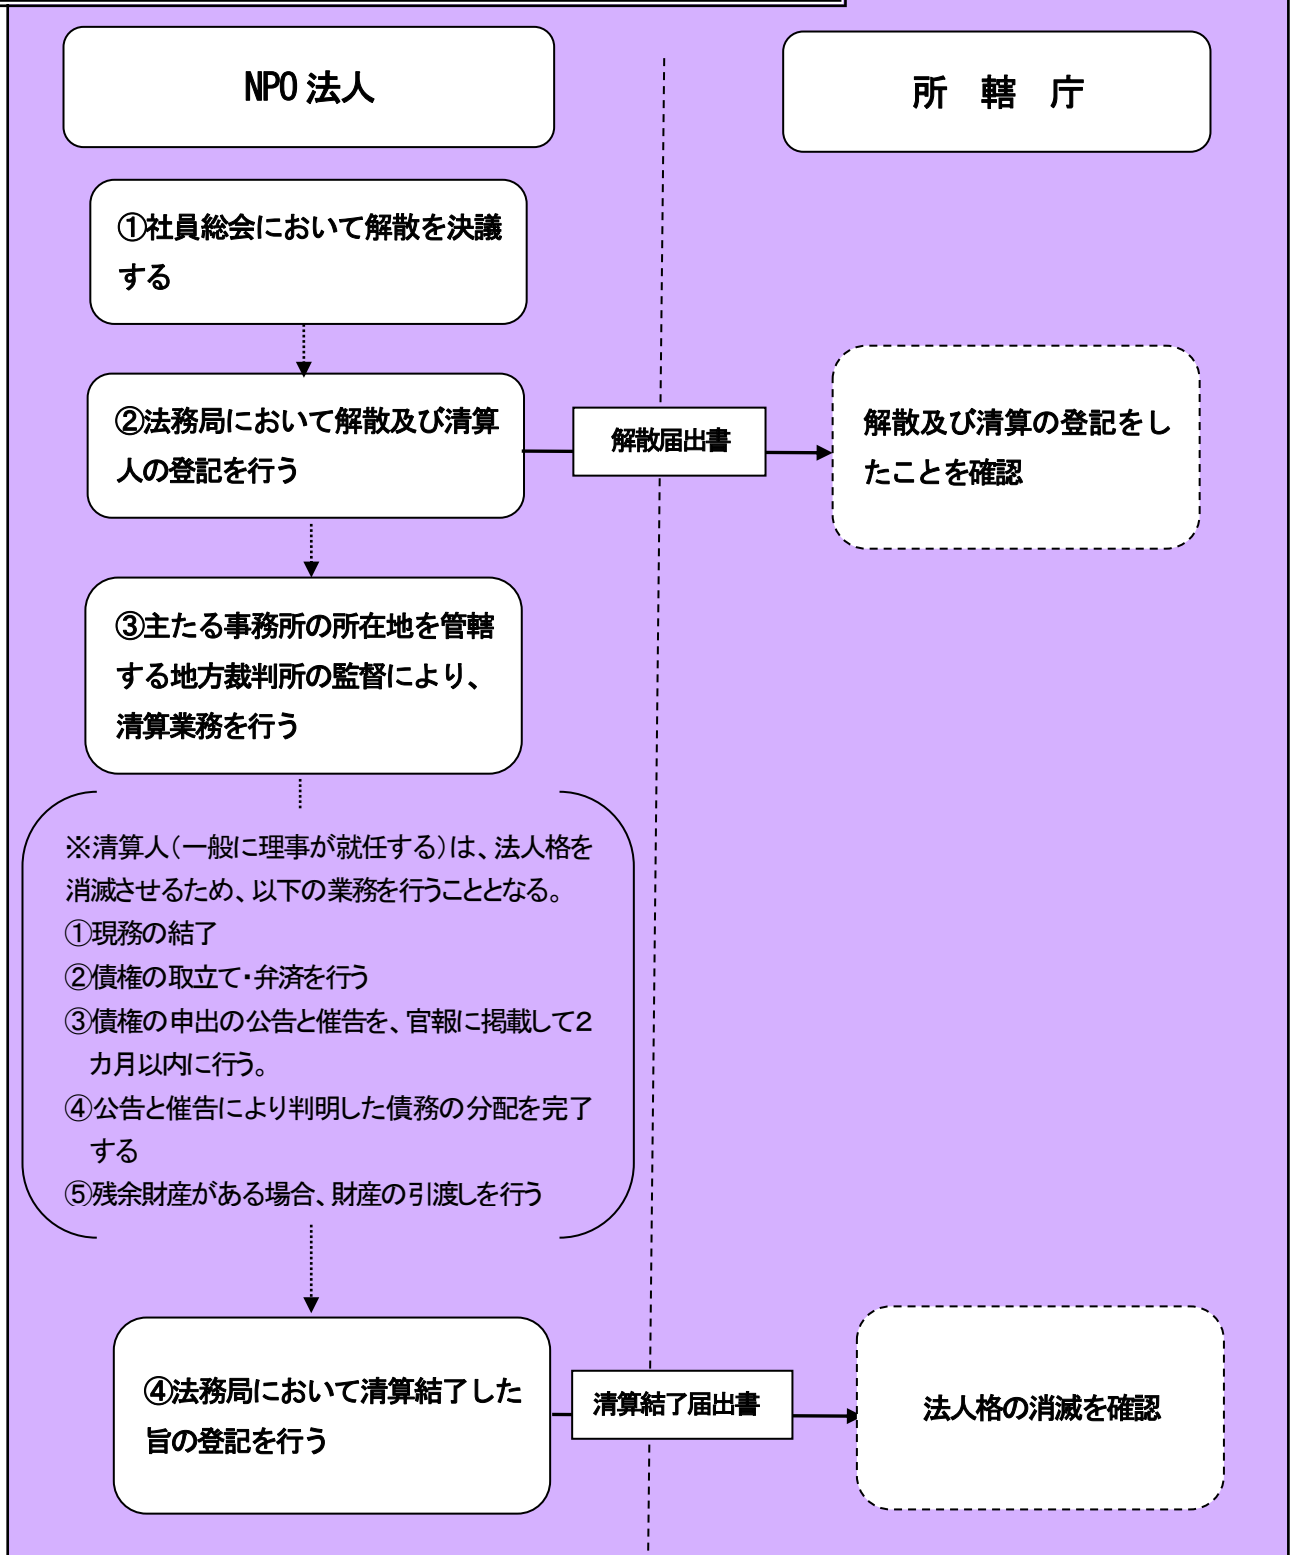 NPO 法人
所 轄 庁
①社員総会において解散を決議
する
②法務局において解散及び清算
人の登記を行う
解散届出書
解散及び清算の登記をし
たことを確認
③主たる事務所の所在地を管轄
する地方裁判所の監督により、
清算業務を行う
※清算人(一般に理事が就任する)は、法人格を
消滅させるため、以下の業務を行うこととなる。
①現務の結了
②債権の取立て・弁済を行う
③債権の申出の公告と催告を、官報に掲載して2
カ月以内に行う。
④公告と催告により判明した債務の分配を完了
する
⑤残余財産がある場合、財産の引渡しを行う
④法務局において清算結了した
旨の登記を行う
清算結了届出書
法人格の消滅を確認